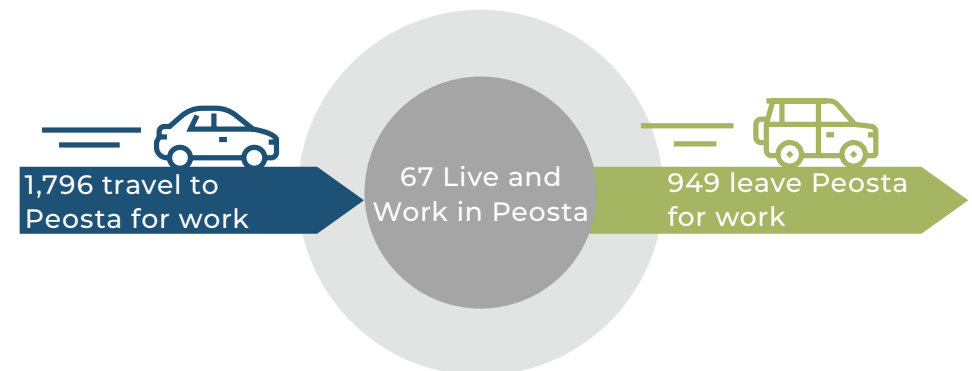 1,796 travel to
Peosta for work
67 Live and
Work in Peosta
949 leave Peosta
for work